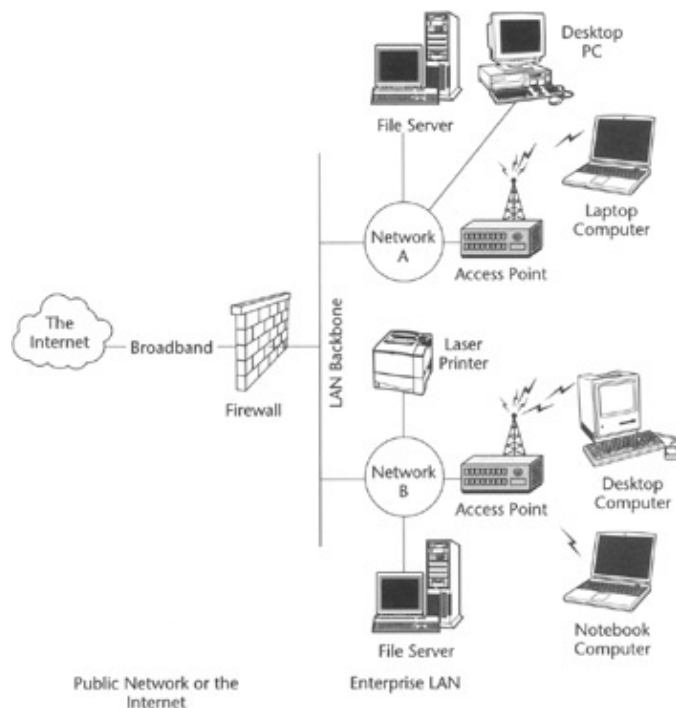 Desktop
PC
File Server
Laptop
Computer
Network
A
Access Point
The
Internet
Broadband
Firewall
LAN Backbone
Laser
Printer
Network
B
Access Point
Desktop
Computer
File Server
Notebook
Computer
Public Network or the
Internet
Enterprise LAN